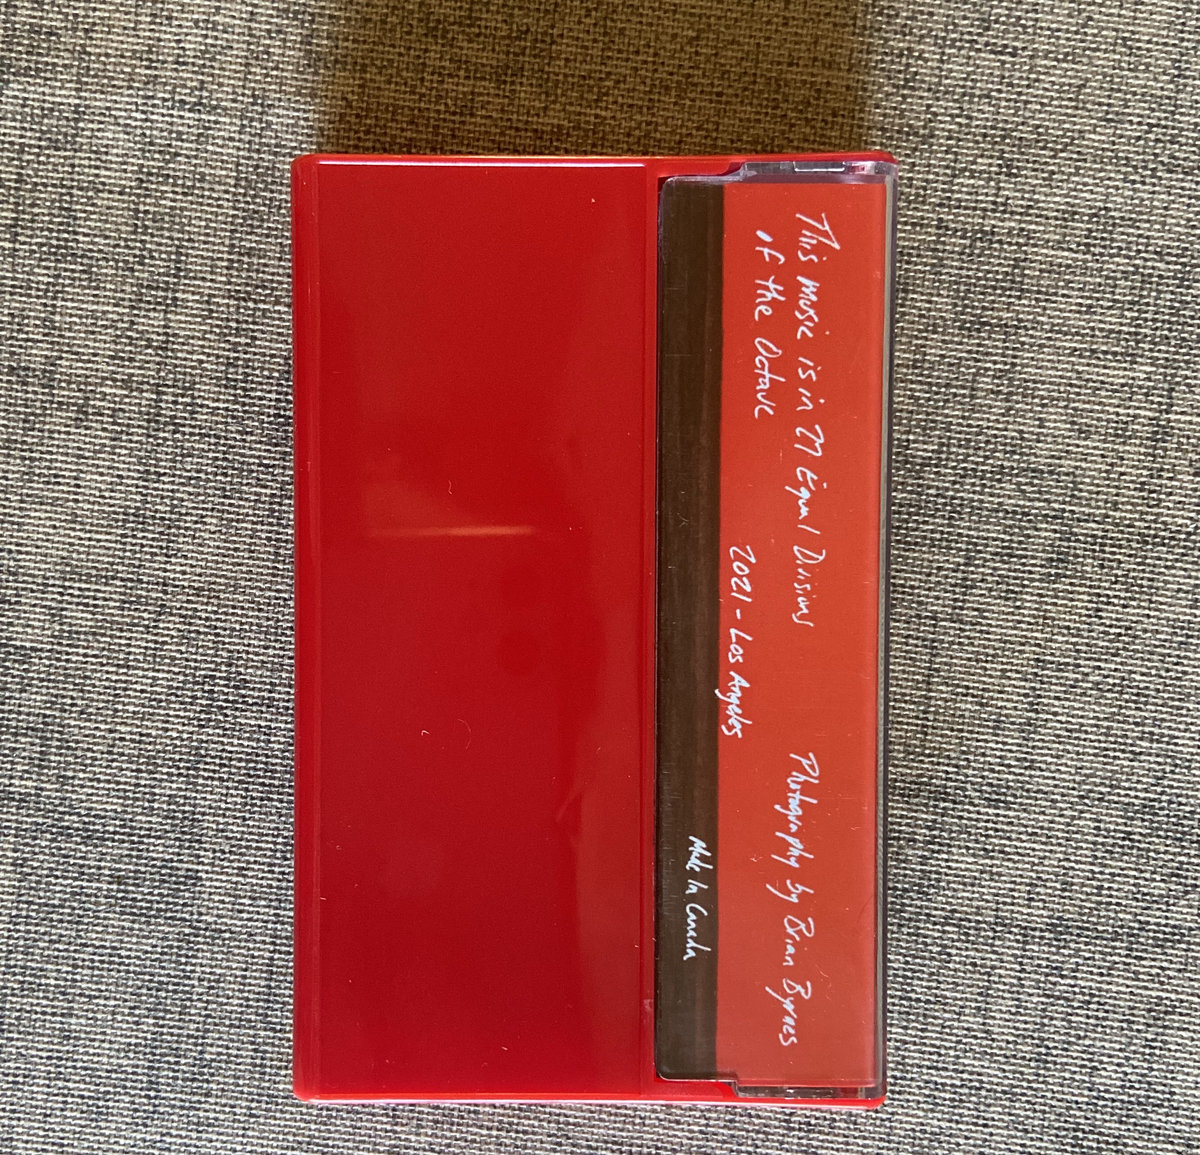 This music is in 27 Equal Divisions
of the Octave
2021 - Los Angeles
Photography by Brian Byrnes
Made In Canada